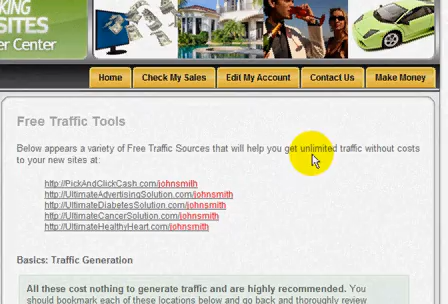 KING
SITES
er Center
Home Check My Sales Edit My Account Contact Us Make Money
Free Traffic Tools
Below appears a variety of Free Traffic Sources that will help you get unlimited traffic without costs
to your new sites at:
http://PickAndClickCash.com/johnsmith
http://UltimateAdvertisingSolution.com/johnsmith
http://UltimateDiabetesSolution.com/johnsmith
http://UltimateCancerSolution.com/johnsmith
http://UltimateHealthyHeart.com/johnsmith
Basics: Traffic Generation
All these cost nothing to generate traffic and are highly recommended. You
should bookmark each of these locations below and go back and thoroughly review